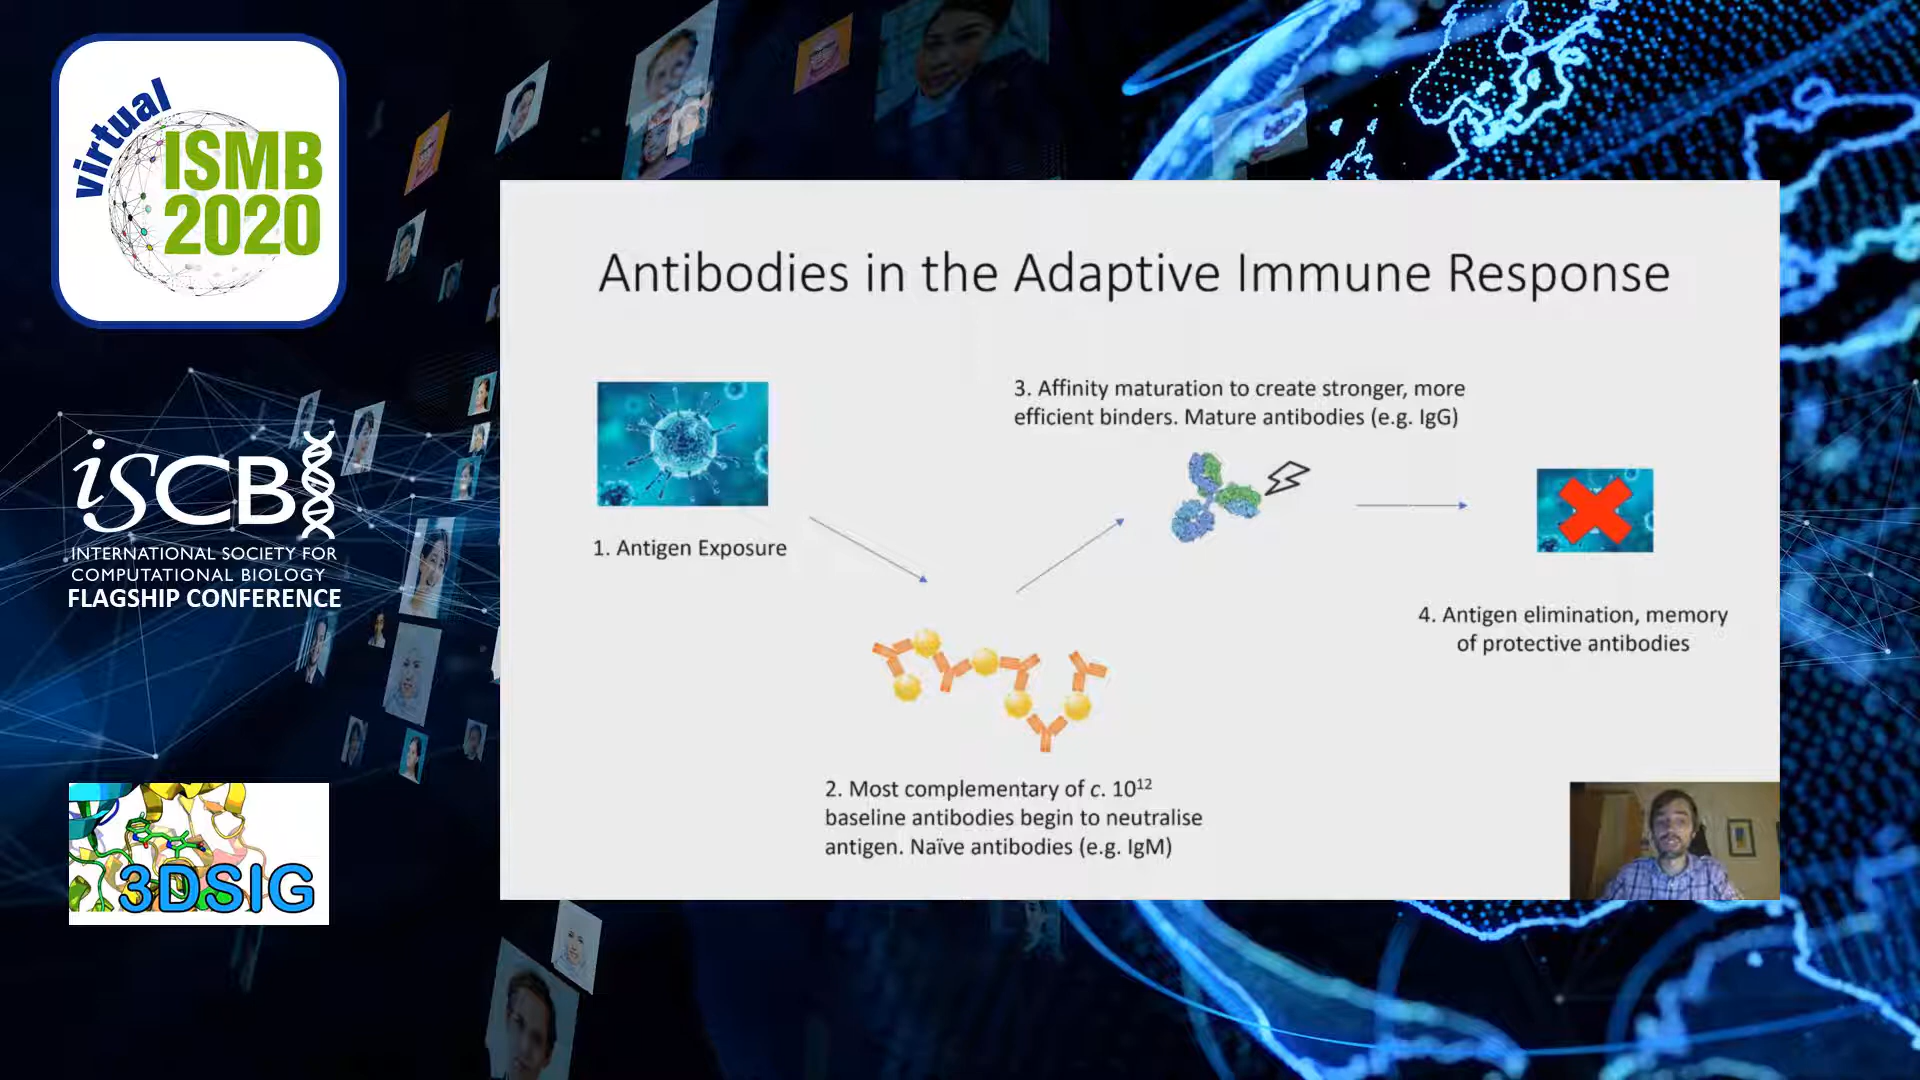 virtual
ISMB
2020
iSCB
INTERNATIONAL SOCIETY FOR
COMPUTATIONAL BIOLOGY
FLAGSHIP CONFERENCE
3DSIG
Antibodies in the Adaptive Immune Response
1. Antigen Exposure
2. Most complementary of c. 10¹²
baseline antibodies begin to neutralise
antigen. Naïve antibodies (e.g. IgM)
3. Affinity maturation to create stronger, more
efficient binders. Mature antibodies (e.g. IgG)
4. Antigen elimination, memory
of protective antibodies